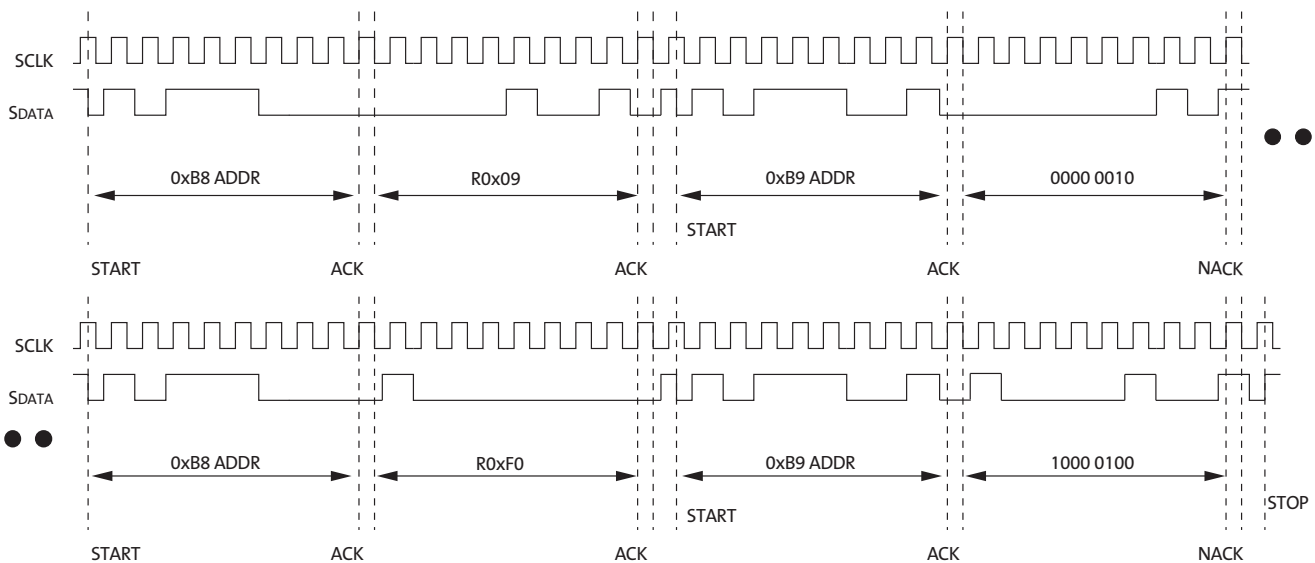 SCLK
SDATA
0xB8 ADDR R0x09 0xB9 ADDR 0000 0010
START
START ACK ACK ACK NACK
SCLK
SDATA
0xB8 ADDR R0xF0 0xB9 ADDR 1000 0100
STOP
START
START ACK ACK ACK NACK